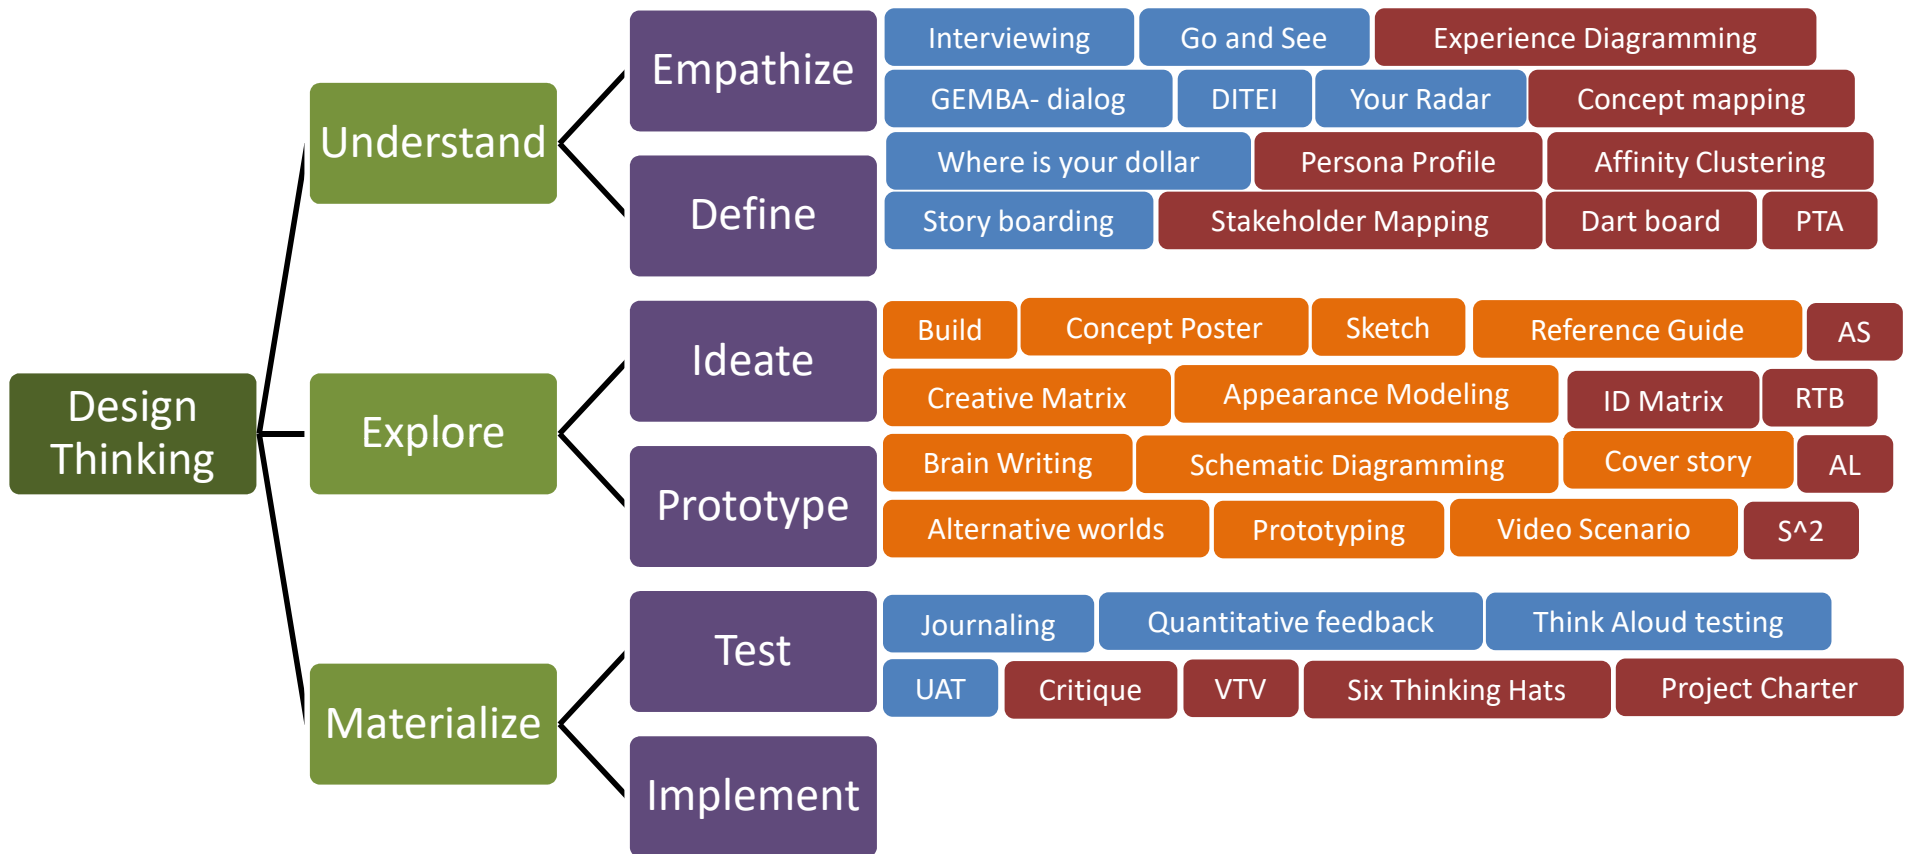 Design
Thinking
Understand
Empathize
Interviewing
Go and See
Experience Diagramming
GEMBA- dialog
DITEI
Your Radar
Concept mapping
Define
Where is your dollar
Persona Profile
Affinity Clustering
Story boarding
Stakeholder Mapping
Dart board
PTA
Explore
Ideate
Build
Concept Poster
Sketch
Reference Guide
AS
Creative Matrix
Appearance Modeling
ID Matrix
RTB
Prototype
Brain Writing
Schematic Diagramming
Cover story
AL
Alternative worlds
Prototyping
Video Scenario
S^2
Materialize
Test
Journaling
Quantitative feedback
Think Aloud testing
UAT
Critique
VTV
Six Thinking Hats
Project Charter
Implement